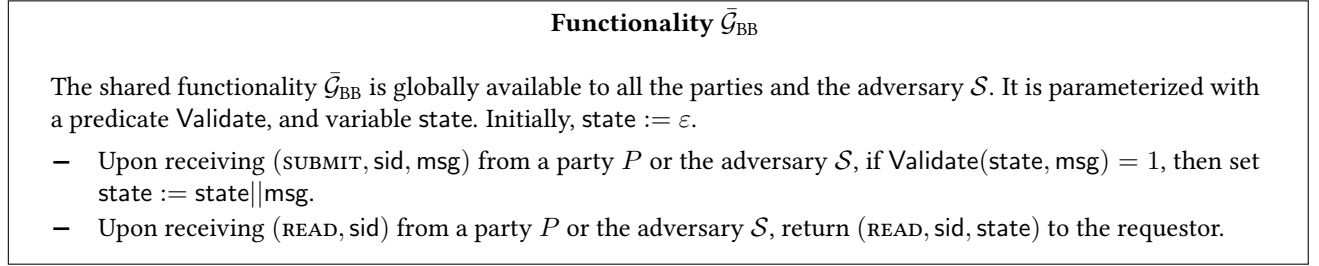 Functionality 𝒢̄_BB
The shared functionality 𝒢̄_BB is globally available to all the parties and the adversary 𝒮. It is parameterized with
a predicate Validate, and variable state. Initially, state := ε.
– Upon receiving (SUBMIT, sid, msg) from a party P or the adversary 𝒮, if Validate(state, msg) = 1, then set
state := state||msg.
– Upon receiving (READ, sid) from a party P or the adversary 𝒮, return (READ, sid, state) to the requestor.